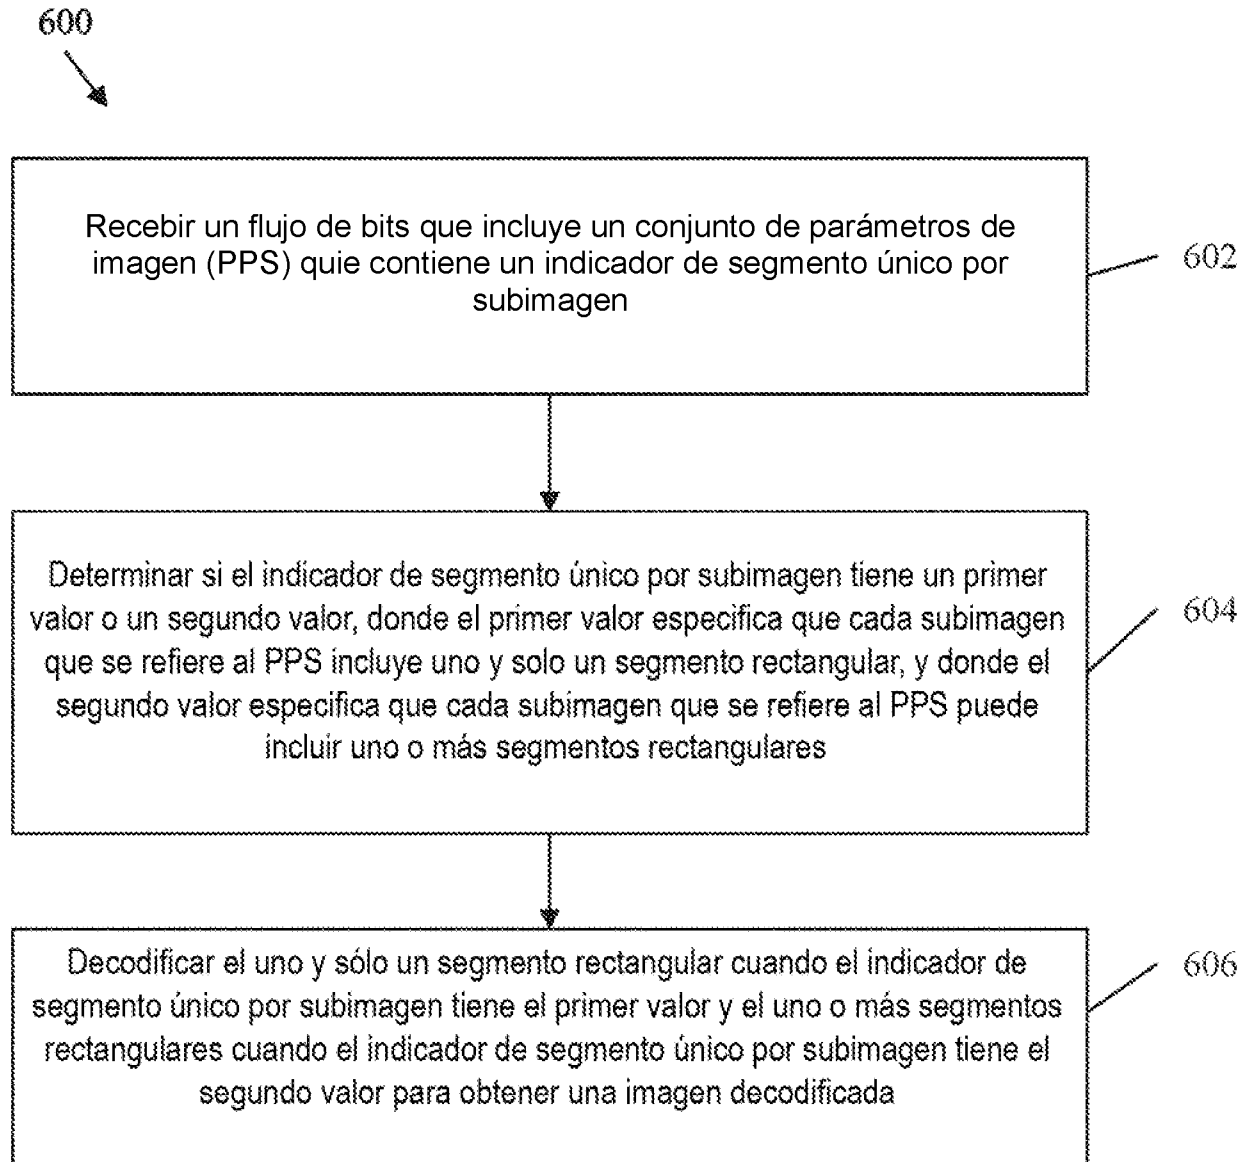 600
Recebir un flujo de bits que incluye un conjunto de parámetros de
imagen (PPS) quie contiene un indicador de segmento único por
subimagen
602
Determinar si el indicador de segmento único por subimagen tiene un primer
valor o un segundo valor, donde el primer valor especifica que cada subimagen
que se refiere al PPS incluye uno y solo un segmento rectangular, y donde el
segundo valor especifica que cada subimagen que se refiere al PPS puede
incluir uno o más segmentos rectangulares
604
Decodificar el uno y sólo un segmento rectangular cuando el indicador de
segmento único por subimagen tiene el primer valor y el uno o más segmentos
rectangulares cuando el indicador de segmento único por subimagen tiene el
segundo valor para obtener una imagen decodificada
606